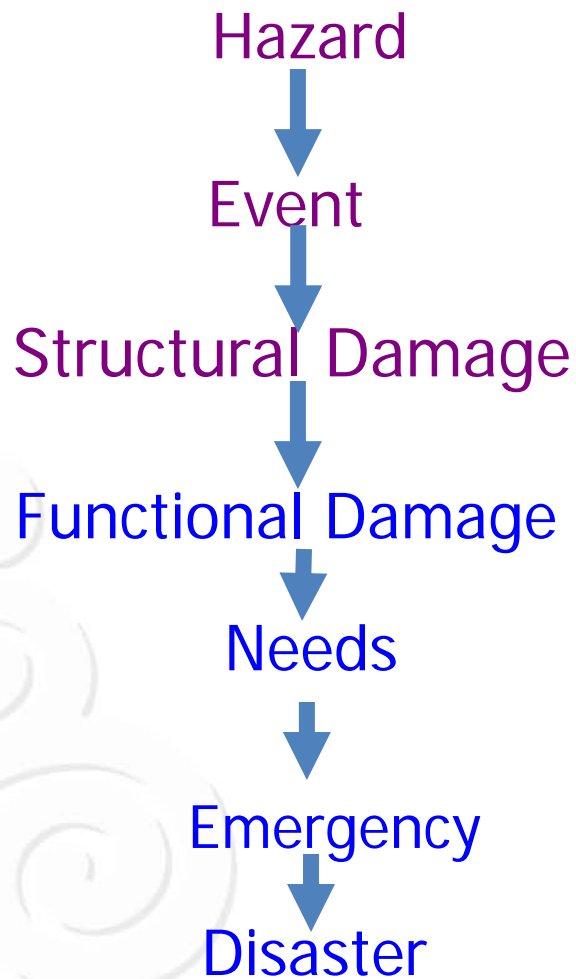 Hazard
Event
Structural Damage
Functional Damage
Needs
Emergency
Disaster